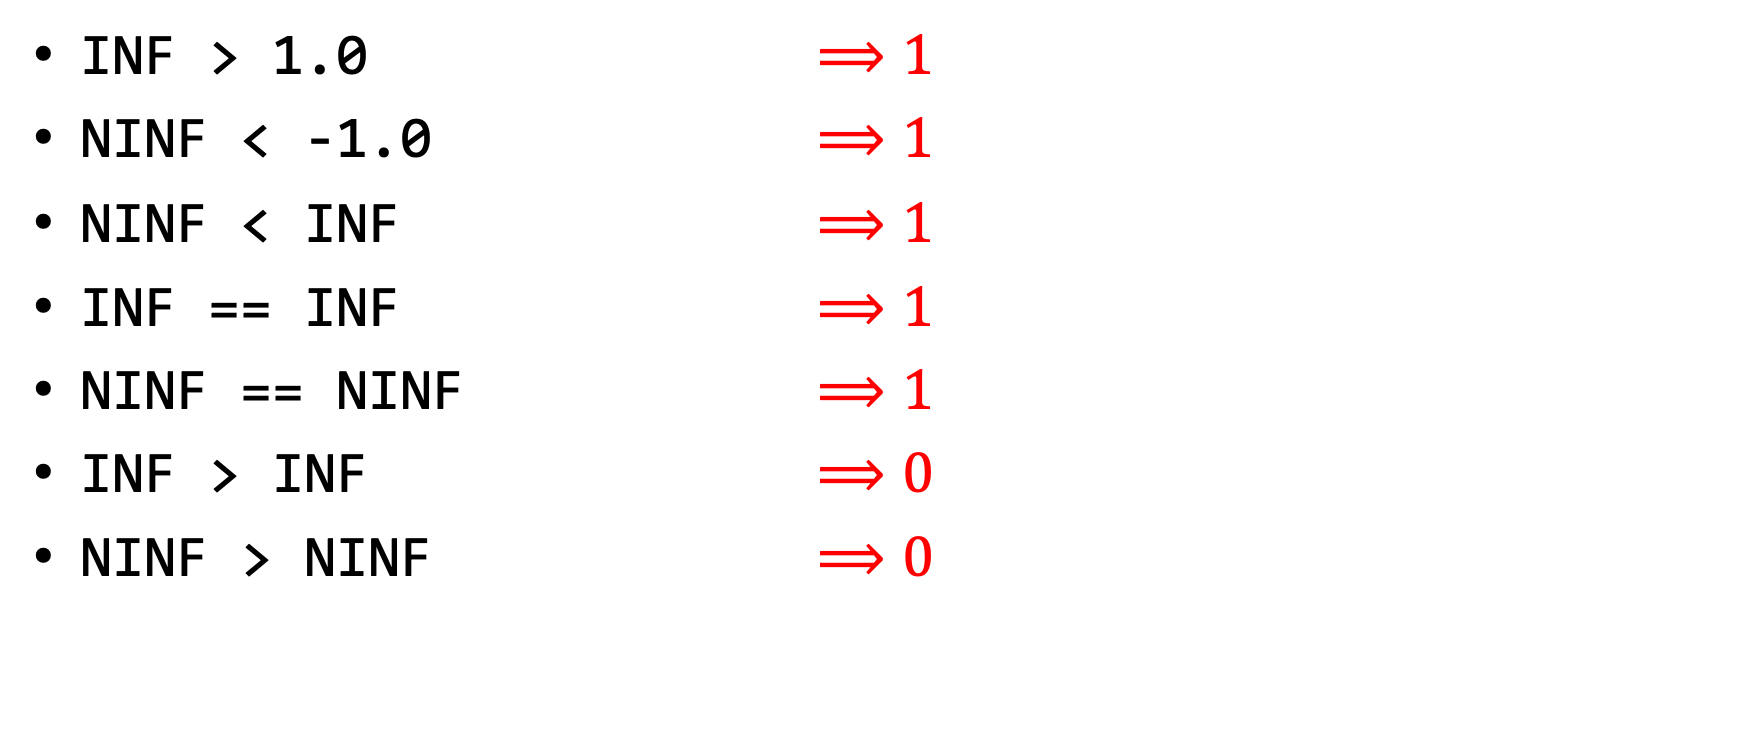 • INF > 1.0 ⟹ 1
• NINF < -1.0 ⟹ 1
• NINF < INF ⟹ 1
• INF == INF ⟹ 1
• NINF == NINF ⟹ 1
• INF > INF ⟹ 0
• NINF > NINF ⟹ 0